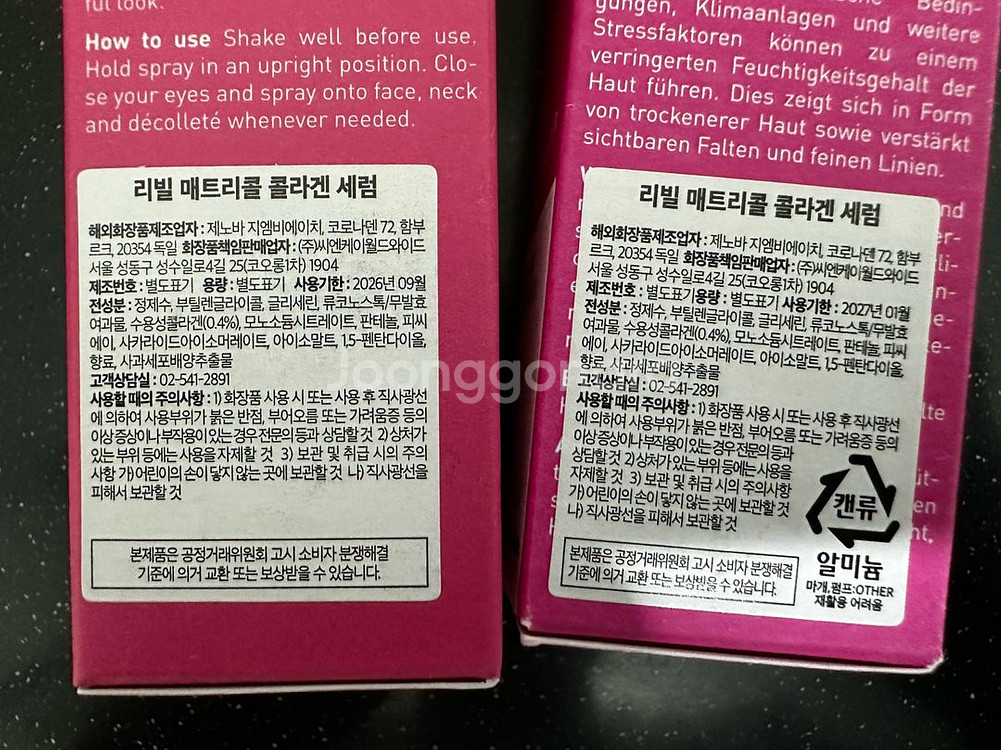 ful look.
How to use Shake well before use.
Hold spray in an upright position. Clo-
se your eyes and spray onto face, neck
and décolleté whenever needed.
리빌 매트리콜 콜라겐 세럼
해외화장품제조업자 : 제노바 지엠비에이치, 코로나덴 72, 함부
르크, 20354 독일 화장품책임판매업자 : (주)씨엔케이월드와이드
서울 성동구 성수일로4길 25(코오롱1차) 1904
제조번호 : 별도표기 용량 : 별도표기 사용기한 : 2026년 09월
전성분 : 정제수, 부틸렌글라이콜, 글리세린, 류코노스톡/무발효
여과물, 수용성콜라겐(0.4%), 모노소듐시트레이트, 판테놀, 피씨
에이, 사카라이드아이소머레이트, 아이소말트, 1,5-펜탄다이올,
향료, 사과세포배양추출물
고객상담실 : 02-541-2891
사용할 때의 주의사항 : 1) 화장품 사용 시 또는 사용 후 직사광선
에 의하여 사용부위가 붉은 반점, 부어오름 또는 가려움증 등의
이상 증상이나 부작용이 있는 경우 전문의 등과 상담할 것 2) 상처가
있는 부위 등에는 사용을 자제할 것 3) 보관 및 취급 시의 주의
사항 가) 어린이의 손이 닿지 않는 곳에 보관할 것 나) 직사광선을
피해서 보관할 것
본제품은 공정거래위원회 고시 소비자 분쟁해결
기준에 의거 교환 또는 보상받을 수 있습니다.
Bedin-
gungen, Klimaanlagen und weitere
Stressfaktoren können zu einem
verringerten Feuchtigkeitsgehalt der
Haut führen. Dies zeigt sich in Form
von trockenerer Haut sowie verstärkt
sichtbaren Falten und feinen Linien.
리빌 매트리콜 콜라겐 세럼
해외화장품제조업자 : 제노바 지엠비에이치, 코로나덴 72, 함부
르크, 20354 독일 화장품책임판매업자 : (주)씨엔케이월드와이드
서울 성동구 성수일로4길 25(코오롱1차) 1904
제조번호 : 별도표기 용량 : 별도표기 사용기한 : 2027년 01월
전성분 : 정제수, 부틸렌글라이콜, 글리세린, 류코노스톡/무발효
여과물, 수용성콜라겐(0.4%), 모노소듐시트레이트, 판테놀, 피씨
에이, 사카라이드아이소머레이트, 아이소말트, 1,5-펜탄다이올,
향료, 사과세포배양추출물
고객상담실 : 02-541-2891
사용할 때의 주의사항 : 1) 화장품 사용 시 또는 사용 후 직사광선
에 의하여 사용부위가 붉은 반점, 부어오름 또는 가려움증 등의
이상 증상이나 부작용이 있는 경우 전문의 등과
상담할 것 2) 상처가 있는 부위 등에는 사용을
자제할 것 3) 보관 및 취급 시의 주의사항
가) 어린이의 손이 닿지 않는 곳에 보관할 것
나) 직사광선을 피해서 보관할 것
본제품은 공정거래위원회 고시 소비자 분쟁해결
기준에 의거 교환 또는 보상받을 수 있습니다.
캔류
알미늄
마개,펌프:OTHER
재활용 어려움